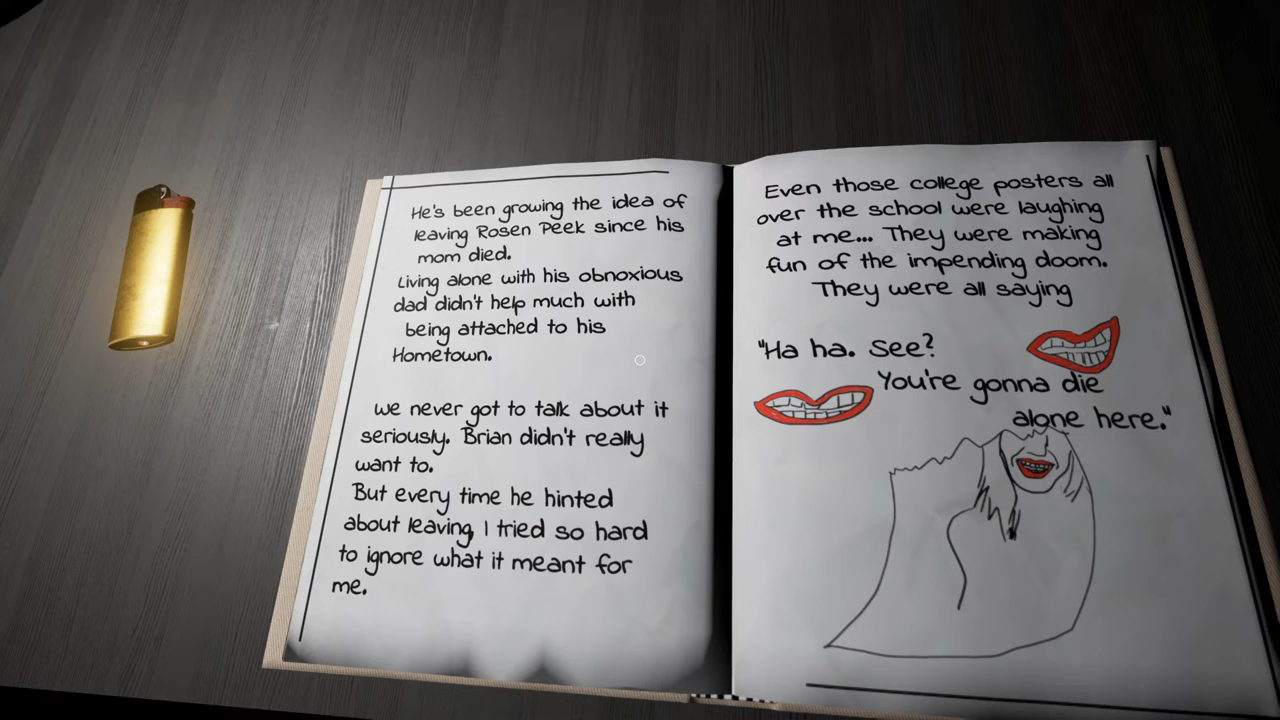 He's been growing the idea of
leaving Rosen Peek since his
mom died.
Living alone with his obnoxious
dad didn't help much with
being attached to his
Hometown.
we never got to talk about it
seriously. Brian didn't really
want to.
But every time he hinted
about leaving, I tried so hard
to ignore what it meant for
me.
Even those college posters all
over the school were laughing
at me... They were making
fun of the impending doom.
They were all saying
"Ha ha. See?
You're gonna die
alone here."